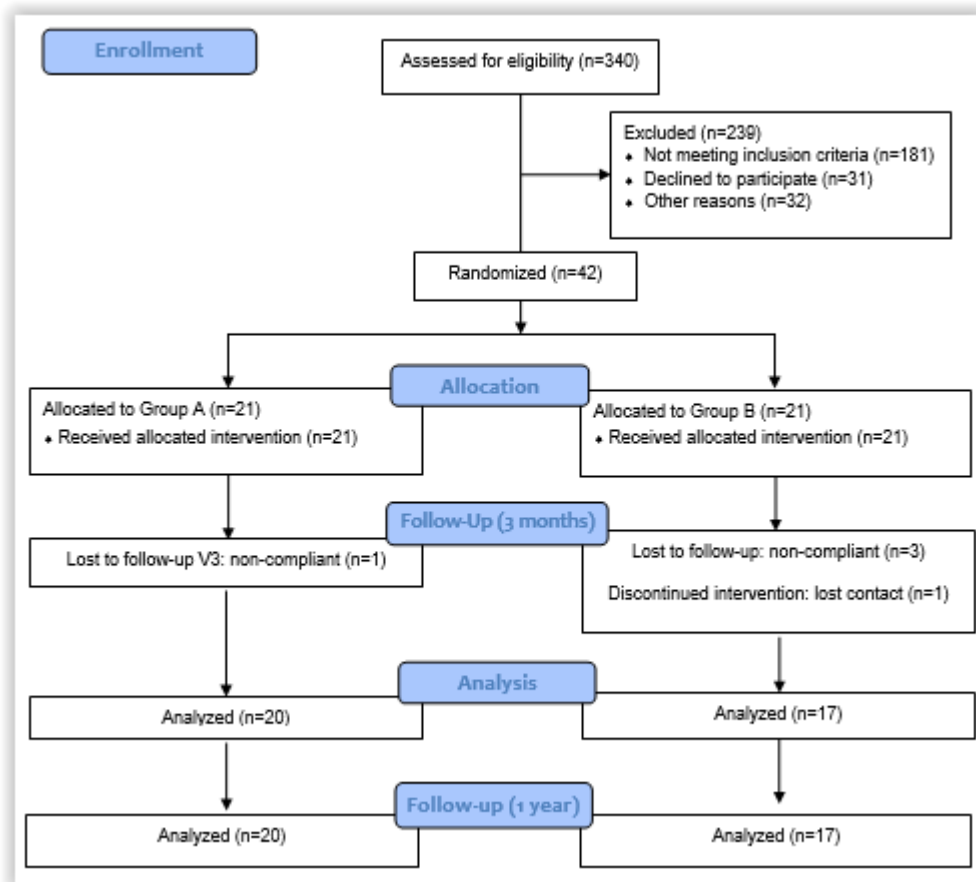 Enrollment
Assessed for eligibility (n=340)
Excluded (n=239)
♦ Not meeting inclusion criteria (n=181)
♦ Declined to participate (n=31)
♦ Other reasons (n=32)
Randomized (n=42)
Allocation
Allocated to Group A (n=21)
♦ Received allocated intervention (n=21)
Allocated to Group B (n=21)
♦ Received allocated intervention (n=21)
Follow-Up (3 months)
Lost to follow-up V3: non-compliant (n=1)
Lost to follow-up: non-compliant (n=3)
Discontinued intervention: lost contact (n=1)
Analysis
Analyzed (n=20)
Analyzed (n=17)
Follow-up (1 year)
Analyzed (n=20)
Analyzed (n=17)